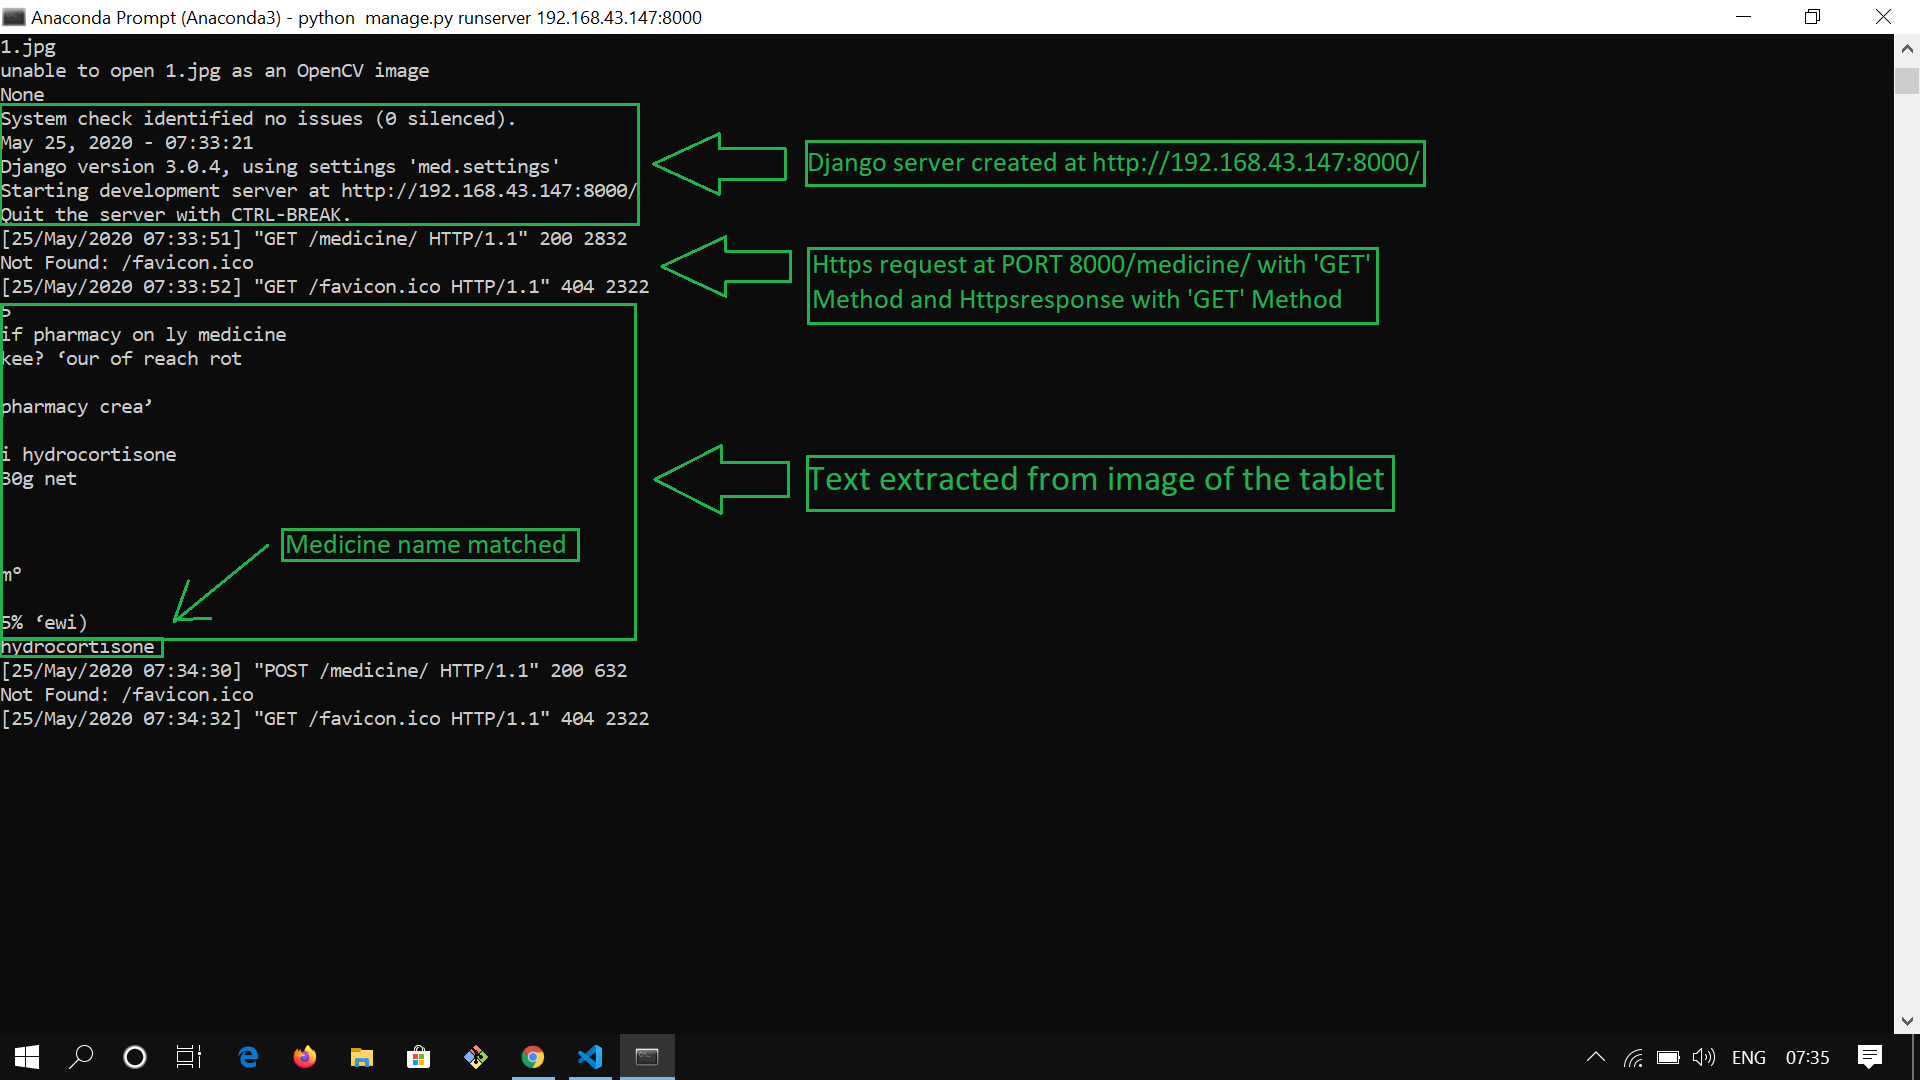 Anaconda Prompt (Anaconda3) - python  manage.py runserver 192.168.43.147:8000
1.jpg
unable to open 1.jpg as an OpenCV image
None
System check identified no issues (0 silenced).
May 25, 2020 - 07:33:21
Django version 3.0.4, using settings 'med.settings'
Starting development server at http://192.168.43.147:8000/
Quit the server with CTRL-BREAK.
Django server created at http://192.168.43.147:8000/
[25/May/2020 07:33:51] "GET /medicine/ HTTP/1.1" 200 2832
Not Found: /favicon.ico
[25/May/2020 07:33:52] "GET /favicon.ico HTTP/1.1" 404 2322
Https request at PORT 8000/medicine/ with 'GET'
Method and Httpsresponse with 'GET' Method
if pharmacy on ly medicine
kee? ‘our of reach rot
pharmacy crea’
i hydrocortisone
30g net
Text extracted from image of the tablet
Medicine name matched
m°
5% ‘ewi)
hydrocortisone
[25/May/2020 07:34:30] "POST /medicine/ HTTP/1.1" 200 632
Not Found: /favicon.ico
[25/May/2020 07:34:32] "GET /favicon.ico HTTP/1.1" 404 2322
ENG
07:35